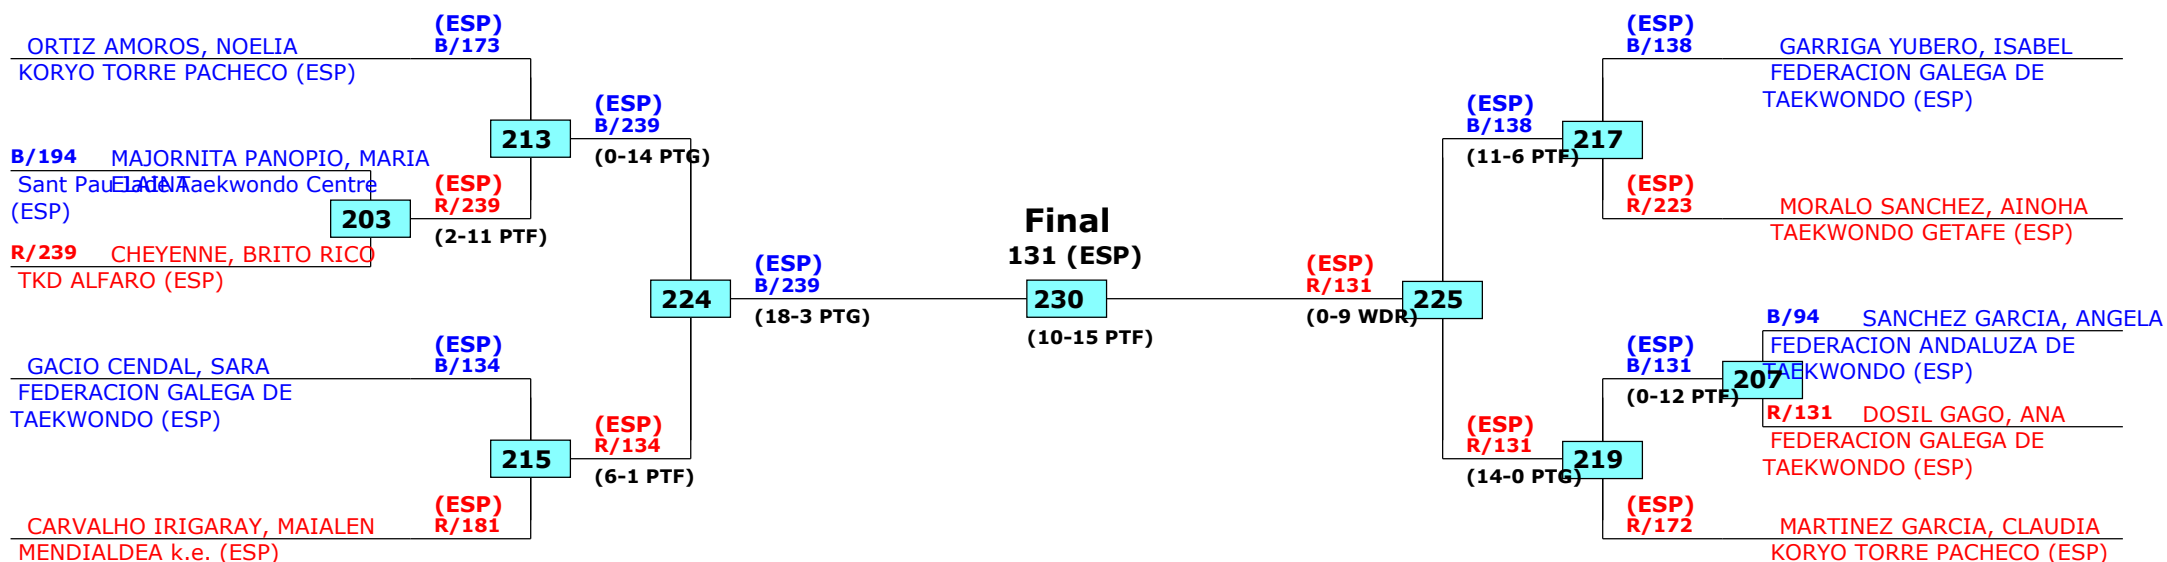 (ESP)
B/173
ORTIZ AMOROS, NOELIA
KORYO TORRE PACHECO (ESP)
213
(ESP)
B/239
(0-14 PTG)
B/194 MAJORNITA PANOPIO, MARIA
ELAINA
Sant Pau Jade Taekwondo Centre
(ESP)
203
(ESP)
R/239
(2-11 PTF)
R/239 CHEYENNE, BRITO RICO
TKD ALFARO (ESP)
224
(ESP)
B/239
(18-3 PTG)
(ESP)
B/134
GACIO CENDAL, SARA
FEDERACION GALEGA DE
TAEKWONDO (ESP)
215
(ESP)
R/134
(6-1 PTF)
(ESP)
R/181
CARVALHO IRIGARAY, MAIALEN
MENDIALDEA k.e. (ESP)
Final
131 (ESP)
230
(10-15 PTF)
(ESP)
B/138
GARRIGA YUBERO, ISABEL
FEDERACION GALEGA DE
TAEKWONDO (ESP)
(ESP)
B/138
(11-6 PTF)
217
(ESP)
R/223
MORALO SANCHEZ, AINOHA
TAEKWONDO GETAFE (ESP)
(ESP)
R/131
(0-9 WDR)
225
B/94 SANCHEZ GARCIA, ANGELA
FEDERACION ANDALUZA DE
TAEKWONDO (ESP)
(ESP)
B/131
(0-12 PTF)
207
R/131 DOSIL GAGO, ANA
FEDERACION GALEGA DE
TAEKWONDO (ESP)
(ESP)
R/131
(14-0 PTG)
219
(ESP)
R/172
MARTINEZ GARCIA, CLAUDIA
KORYO TORRE PACHECO (ESP)